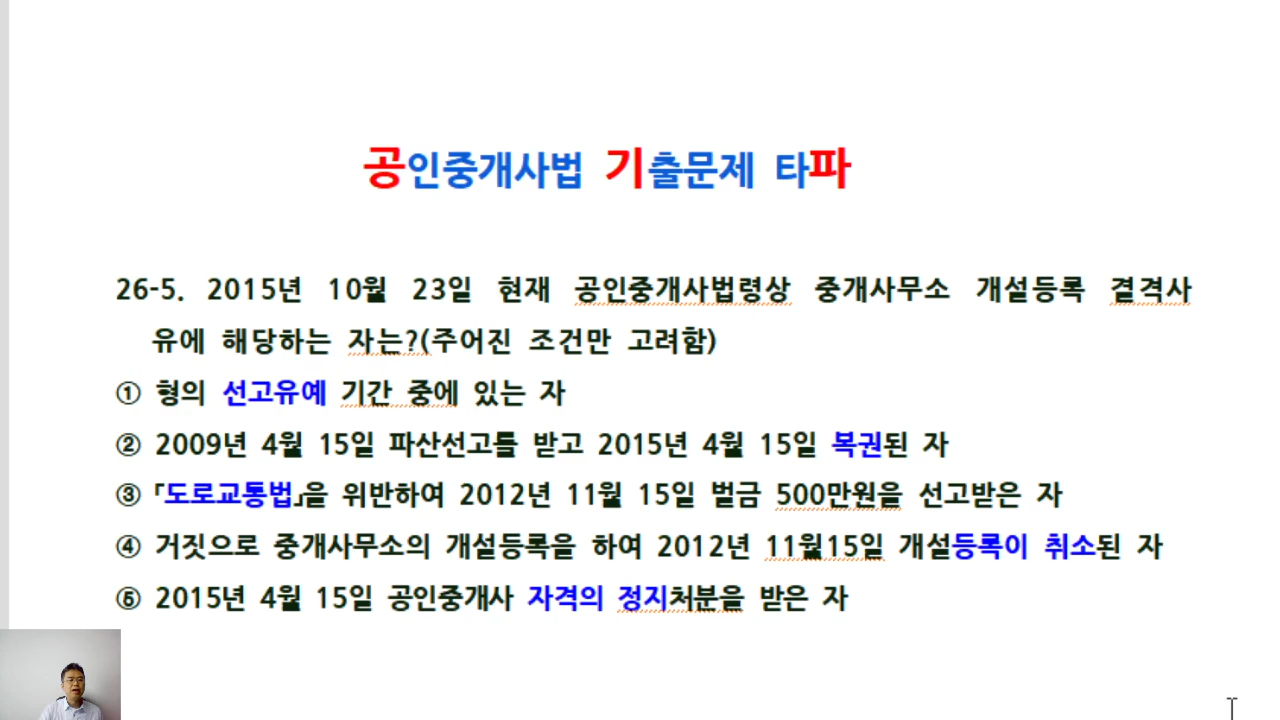 공인중개사법 기출문제 타파
26-5. 2015년 10월 23일 현재 공인중개사법령상 중개사무소 개설등록 결격사
유에 해당하는 자는?(주어진 조건만 고려함)
① 형의 선고유예 기간 중에 있는 자
② 2009년 4월 15일 파산선고를 받고 2015년 4월 15일 복권된 자
③ 「도로교통법」을 위반하여 2012년 11월 15일 벌금 500만원을 선고받은 자
④ 거짓으로 중개사무소의 개설등록을 하여 2012년 11월15일 개설등록이 취소된 자
⑤ 2015년 4월 15일 공인중개사 자격의 정지처분을 받은 자